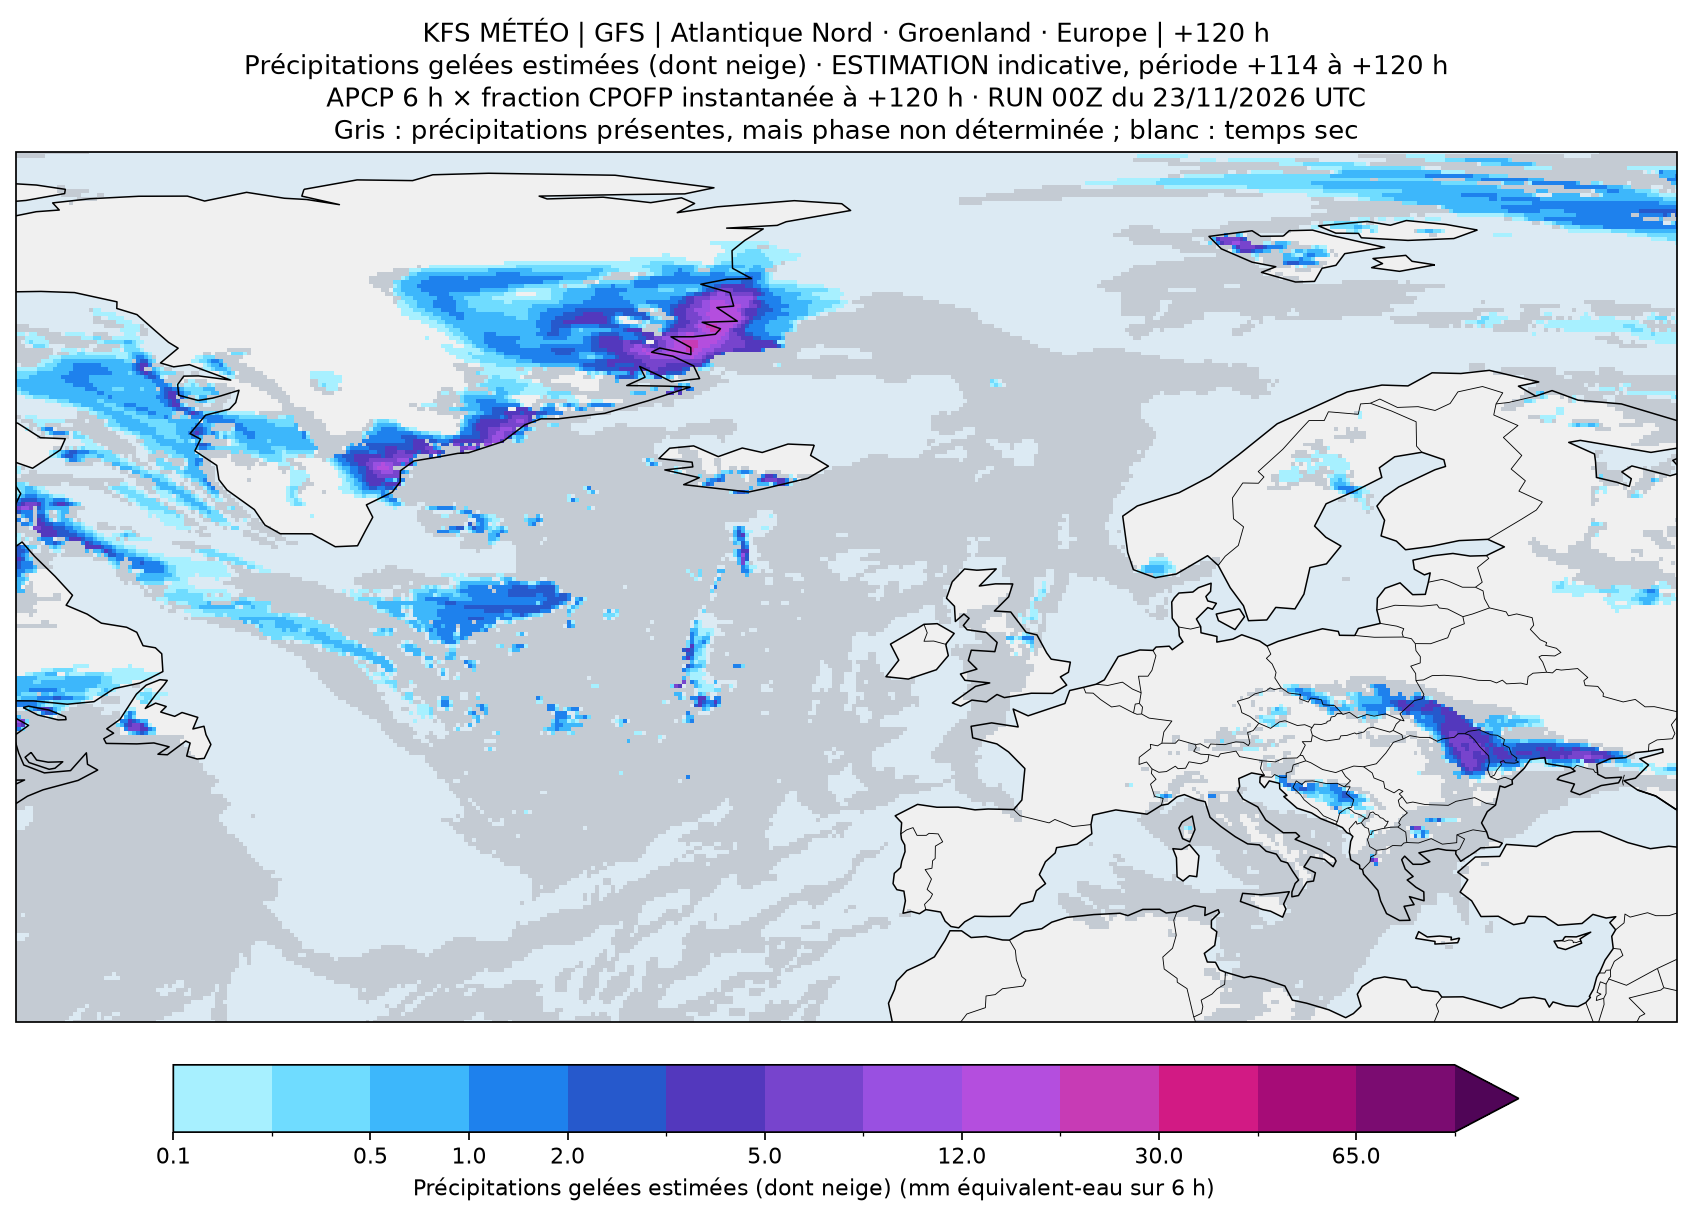 KFS MÉTÉO | GFS | Atlantique Nord · Groenland · Europe | +120 h
Précipitations gelées estimées (dont neige) · ESTIMATION indicative, période +114 à +120 h
APCP 6 h × fraction CPOFP instantanée à +120 h · RUN 00Z du 23/11/2026 UTC
Gris : précipitations présentes, mais phase non déterminée ; blanc : temps sec
0.1 0.5 1.0 2.0 5.0 12.0 30.0 65.0
Précipitations gelées estimées (dont neige) (mm équivalent-eau sur 6 h)